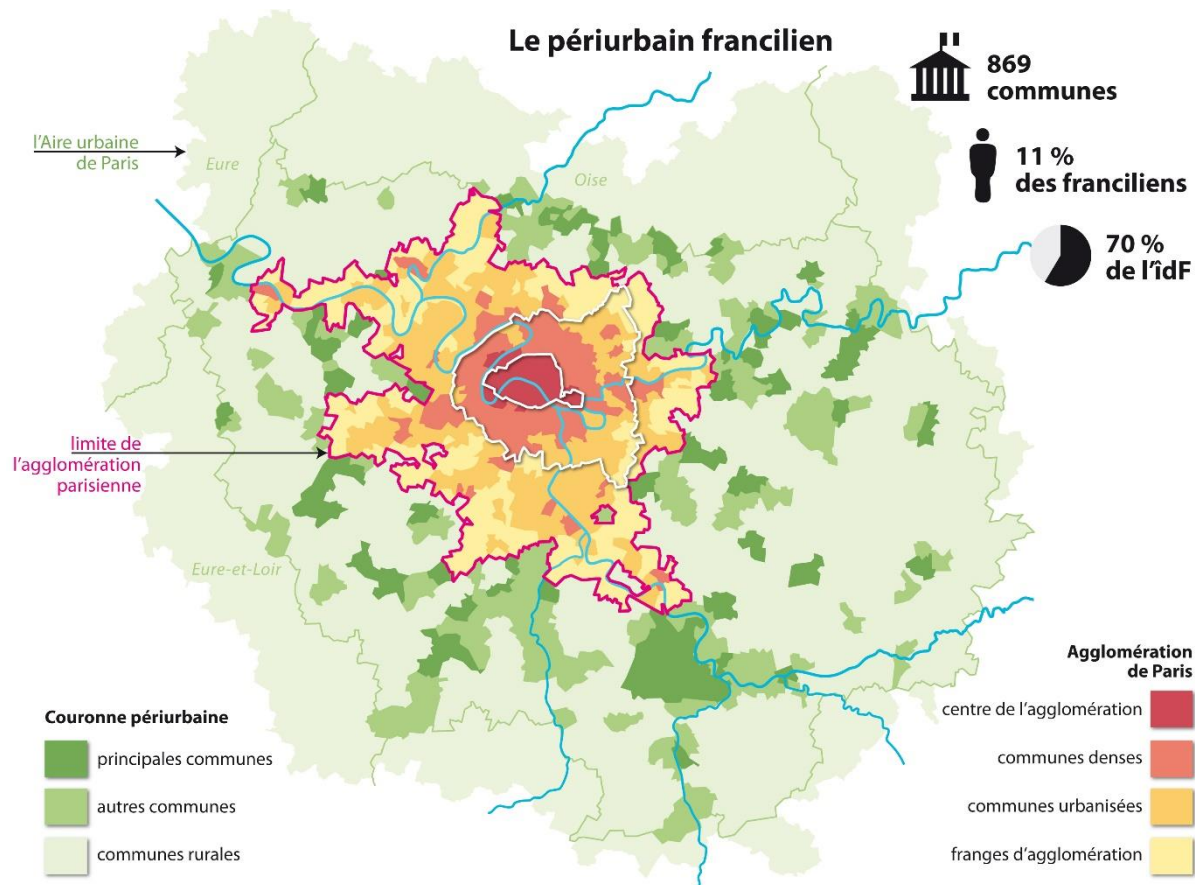 Le périurbain francilien
869
communes
11 %
des franciliens
70 %
de l'îdF
l'Aire urbaine
de Paris
Eure
Oise
limite de
l'agglomération
parisienne
Eure-et-Loir
Couronne périurbaine
principales communes
autres communes
communes rurales
Agglomération
de Paris
centre de l'agglomération
communes denses
communes urbanisées
franges d'agglomération